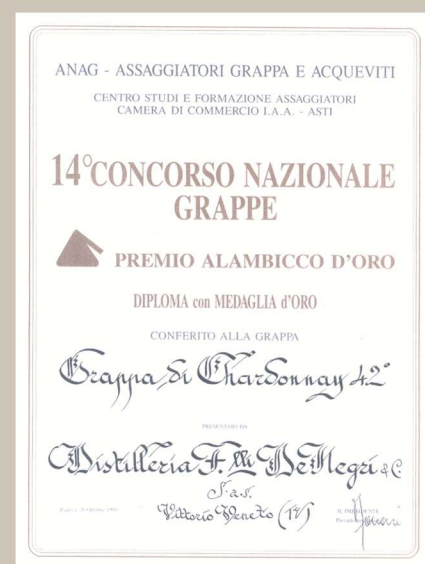 ANAG - ASSAGGIATORI GRAPPA E ACQUEVITI
CENTRO STUDI E FORMAZIONE ASSAGGIATORI
CAMERA DI COMMERCIO I.A.A. - ASTI
14° CONCORSO NAZIONALE
GRAPPE
PREMIO ALAMBICCO D'ORO
DIPLOMA con MEDAGLIA d'ORO
CONFERITO ALLA GRAPPA
Grappa di Chardonnay 42°
PRESENTATO DA
Distilleria F.lli De Negri & C.
S.a.s.
Vittorio Veneto (TV)
IL PRESIDENTE